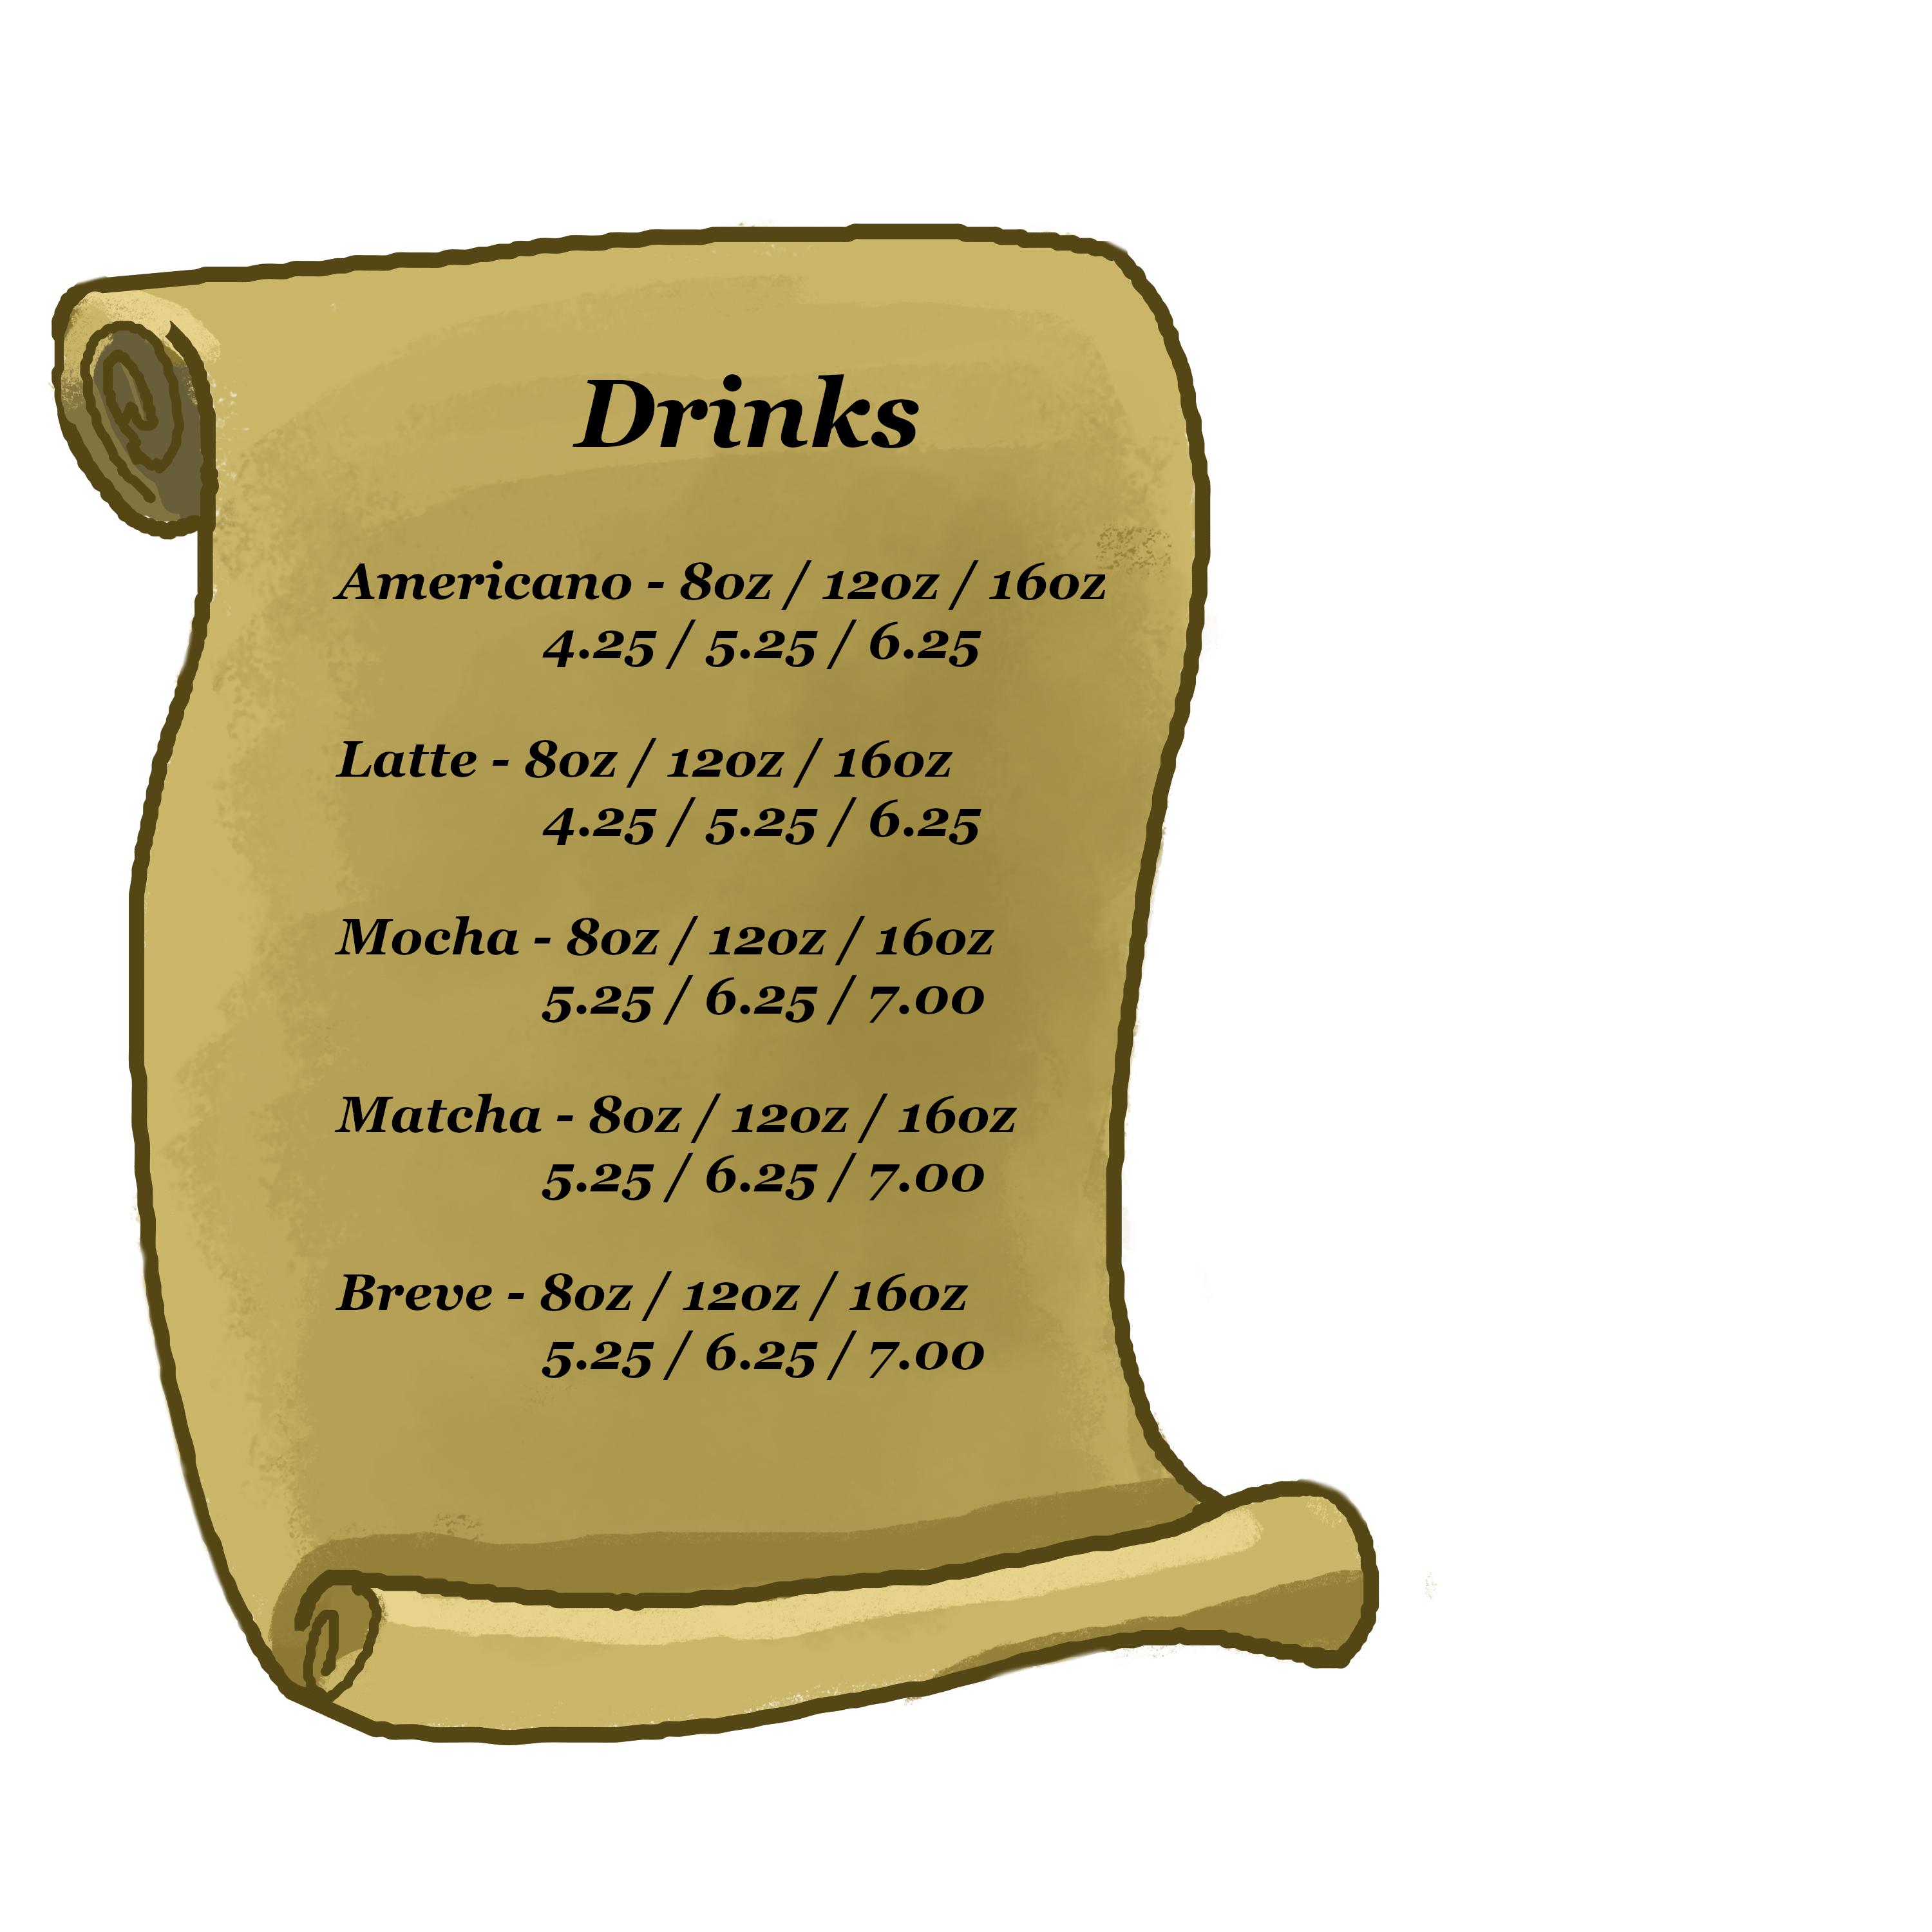 Drinks
Americano - 8oz / 12oz / 16oz
4.25 / 5.25 / 6.25
Latte - 8oz / 12oz / 16oz
4.25 / 5.25 / 6.25
Mocha - 8oz / 12oz / 16oz
5.25 / 6.25 / 7.00
Matcha - 8oz / 12oz / 16oz
5.25 / 6.25 / 7.00
Breve - 8oz / 12oz / 16oz
5.25 / 6.25 / 7.00